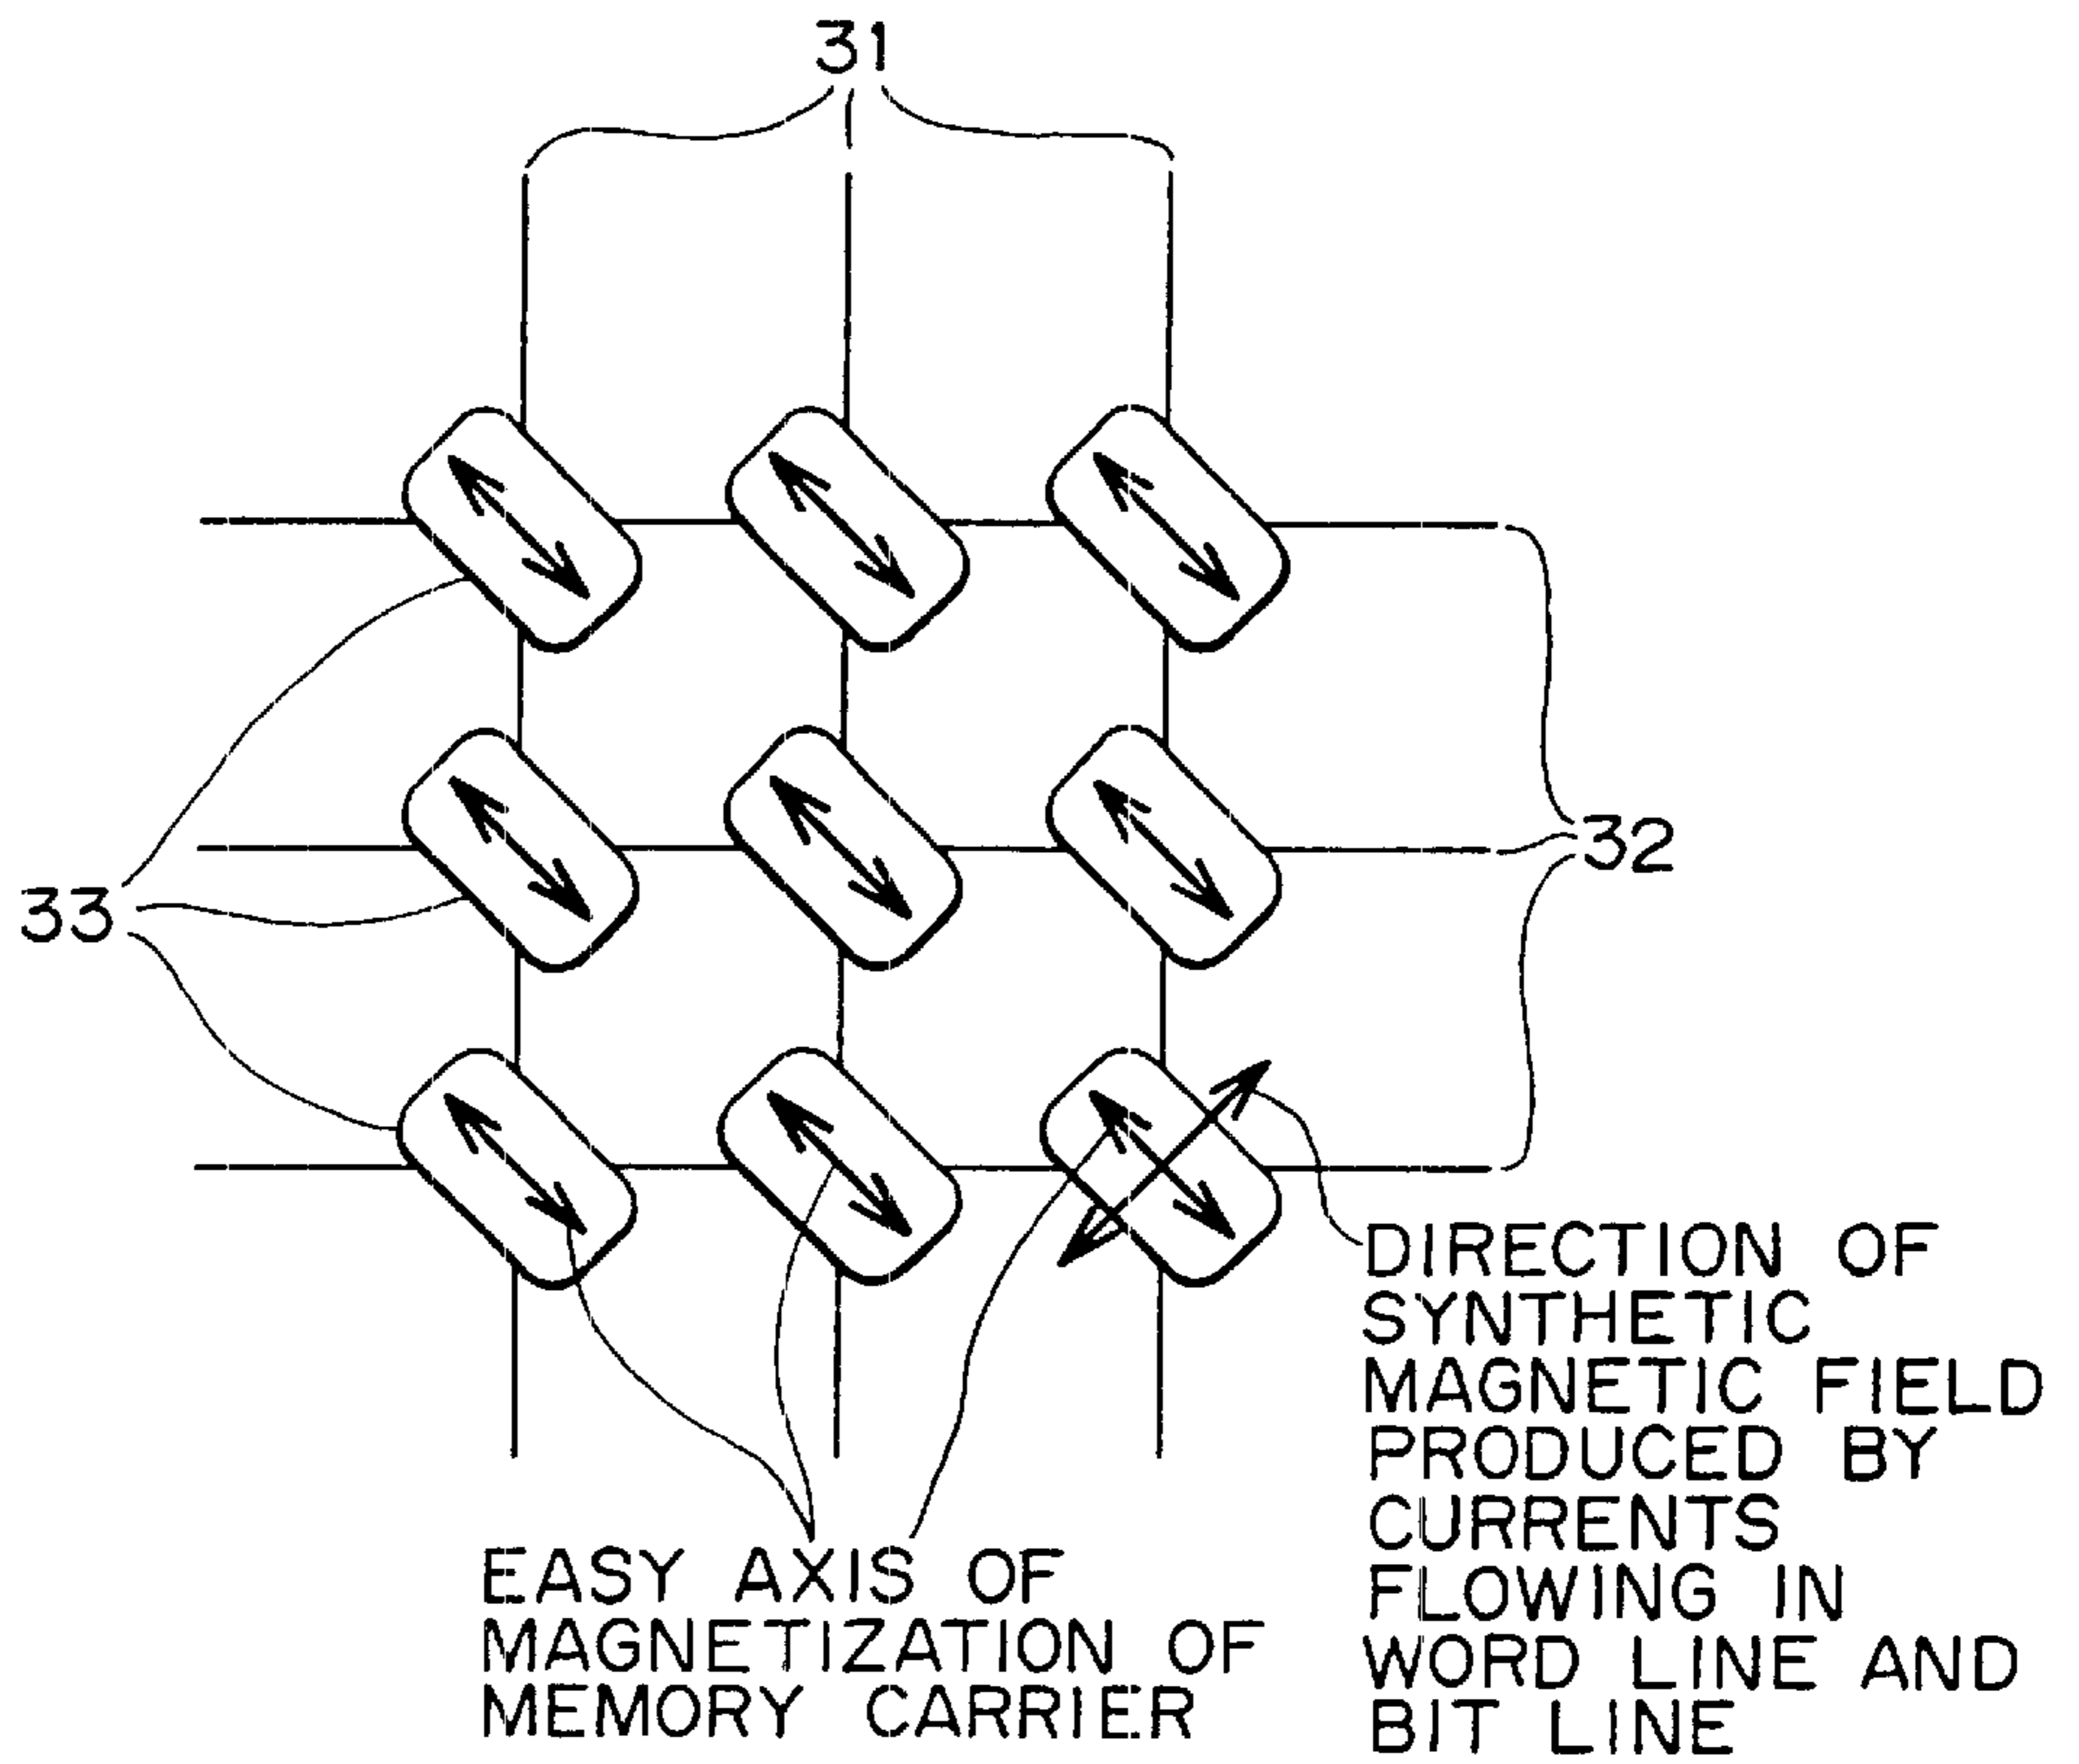 31
32
33
DIRECTION OF
SYNTHETIC
MAGNETIC FIELD
PRODUCED BY
CURRENTS
FLOWING IN
WORD LINE AND
BIT LINE
EASY AXIS OF
MAGNETIZATION OF
MEMORY CARRIER